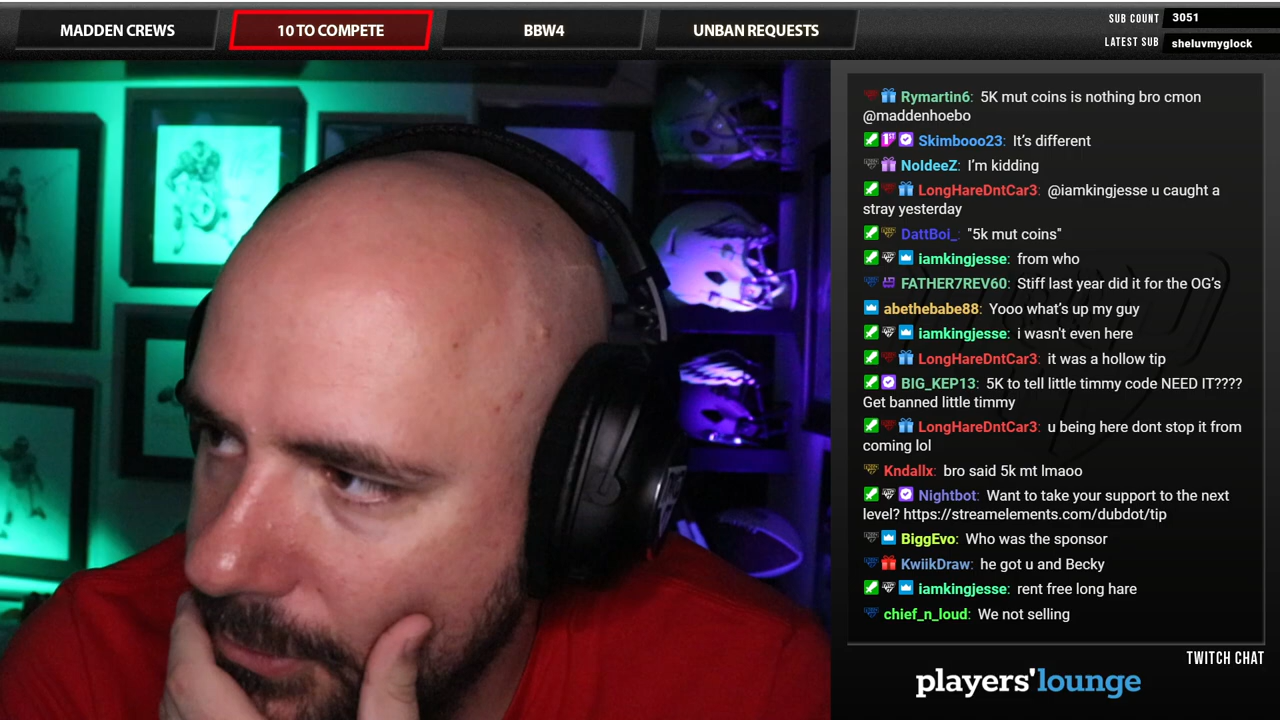 MADDEN CREWS
10 TO COMPETE
BBW4
UNBAN REQUESTS
SUB COUNT 3051
LATEST SUB sheluvmyglock
Rymartin6: 5K mut coins is nothing bro cmon
@maddenhoebo
Skimbooo23: It's different
NoIdeeZ: I'm kidding
LongHareDntCar3: @iamkingjesse u caught a
stray yesterday
DattBoi_: "5k mut coins"
iamkingjesse: from who
FATHER7REV60: Stiff last year did it for the OG's
abethebabe88: Yooo what's up my guy
iamkingjesse: i wasn't even here
LongHareDntCar3: it was a hollow tip
BIG_KEP13: 5K to tell little timmy code NEED IT????
Get banned little timmy
LongHareDntCar3: u being here dont stop it from
coming lol
Kndallx: bro said 5k mt lmaoo
Nightbot: Want to take your support to the next
level? https://streamelements.com/dubdot/tip
BiggEvo: Who was the sponsor
KwiikDraw: he got u and Becky
iamkingjesse: rent free long hare
chief_n_loud: We not selling
TWITCH CHAT
players'lounge